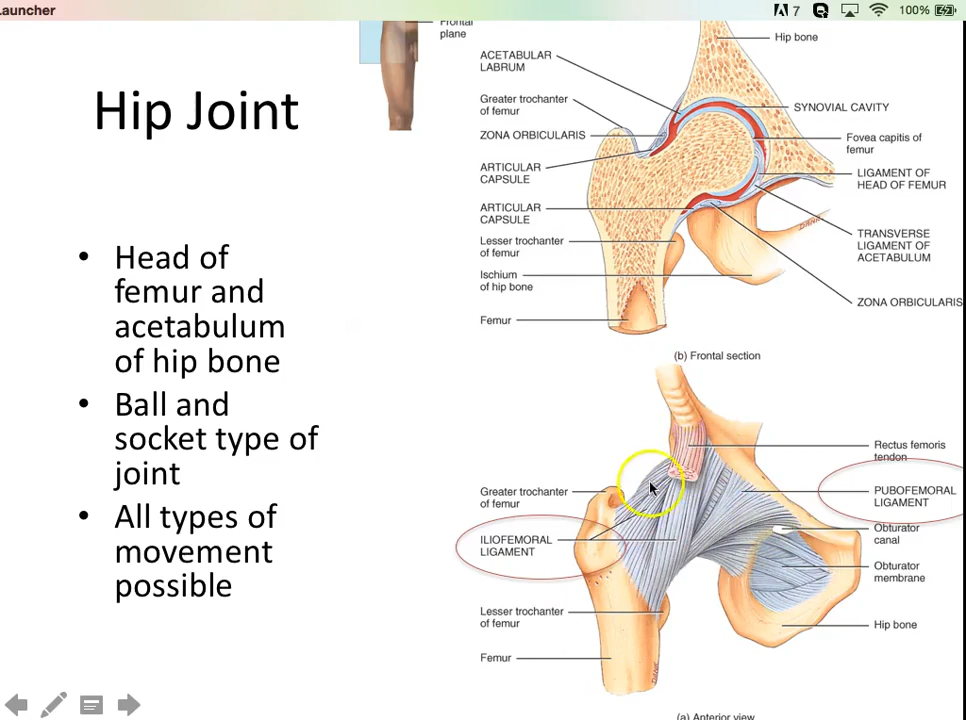 auncher
7
100%
Frontal
plane
Hip Joint
• Head of
femur and
acetabulum
of hip bone
• Ball and
socket type of
joint
• All types of
movement
possible
Hip bone
ACETABULAR
LABRUM
Greater trochanter
of femur
SYNOVIAL CAVITY
ZONA ORBICULARIS
Fovea capitis of
femur
ARTICULAR
CAPSULE
LIGAMENT OF
HEAD OF FEMUR
ARTICULAR
CAPSULE
Lesser trochanter
of femur
TRANSVERSE
LIGAMENT OF
ACETABULUM
Ischium
of hip bone
ZONA ORBICULARIS
Femur
(b) Frontal section
Rectus femoris
tendon
Greater trochanter
of femur
PUBOFEMORAL
LIGAMENT
ILIOFEMORAL
LIGAMENT
Obturator
canal
Obturator
membrane
Lesser trochanter
of femur
Hip bone
Femur
(a) Anterior view